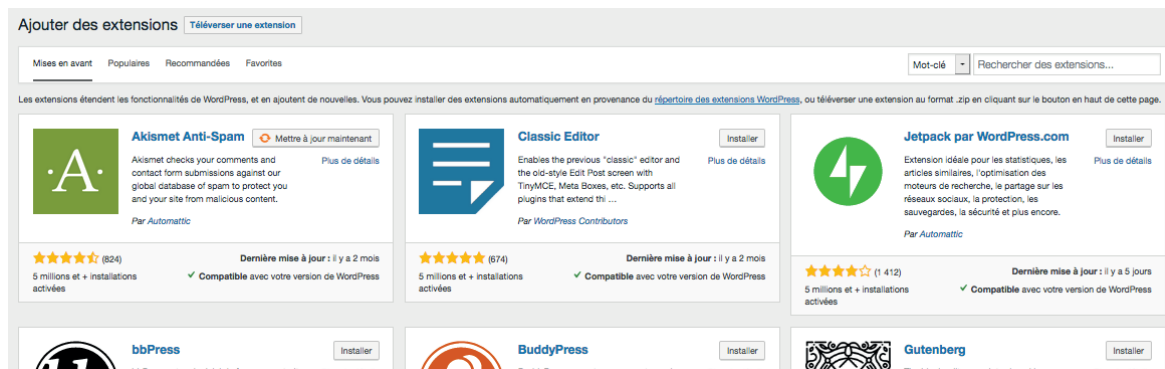 Ajouter des extensions Téléverser une extension
Mises en avant Populaires Recommandées Favorites Mot-clé Rechercher des extensions...
Les extensions étendent les fonctionnalités de WordPress, et en ajoutent de nouvelles. Vous pouvez installer des extensions automatiquement en provenance du répertoire des extensions WordPress, ou téléverser une extension au format .zip en cliquant sur le bouton en haut de cette page.
·A·
Akismet Anti-Spam Mettre à jour maintenant
Akismet checks your comments and Plus de détails
contact form submissions against our
global database of spam to protect you
and your site from malicious content.
Par Automattic
(824) Dernière mise à jour : il y a 2 mois
5 millions et + installations Compatible avec votre version de WordPress
activées
Classic Editor Installer
Enables the previous "classic" editor and Plus de détails
the old-style Edit Post screen with
TinyMCE, Meta Boxes, etc. Supports all
plugins that extend thi ...
Par WordPress Contributors
(674) Dernière mise à jour : il y a 2 mois
5 millions et + installations Compatible avec votre version de WordPress
activées
Jetpack par WordPress.com Installer
Extension idéale pour les statistiques, les Plus de détails
articles similaires, l'optimisation des
moteurs de recherche, le partage sur les
réseaux sociaux, la protection, les
sauvegardes, la sécurité et plus encore.
Par Automattic
(1 412) Dernière mise à jour : il y a 5 jours
5 millions et + installations Compatible avec votre version de WordPress
activées
bbPress Installer
BuddyPress Installer
Gutenberg Installer